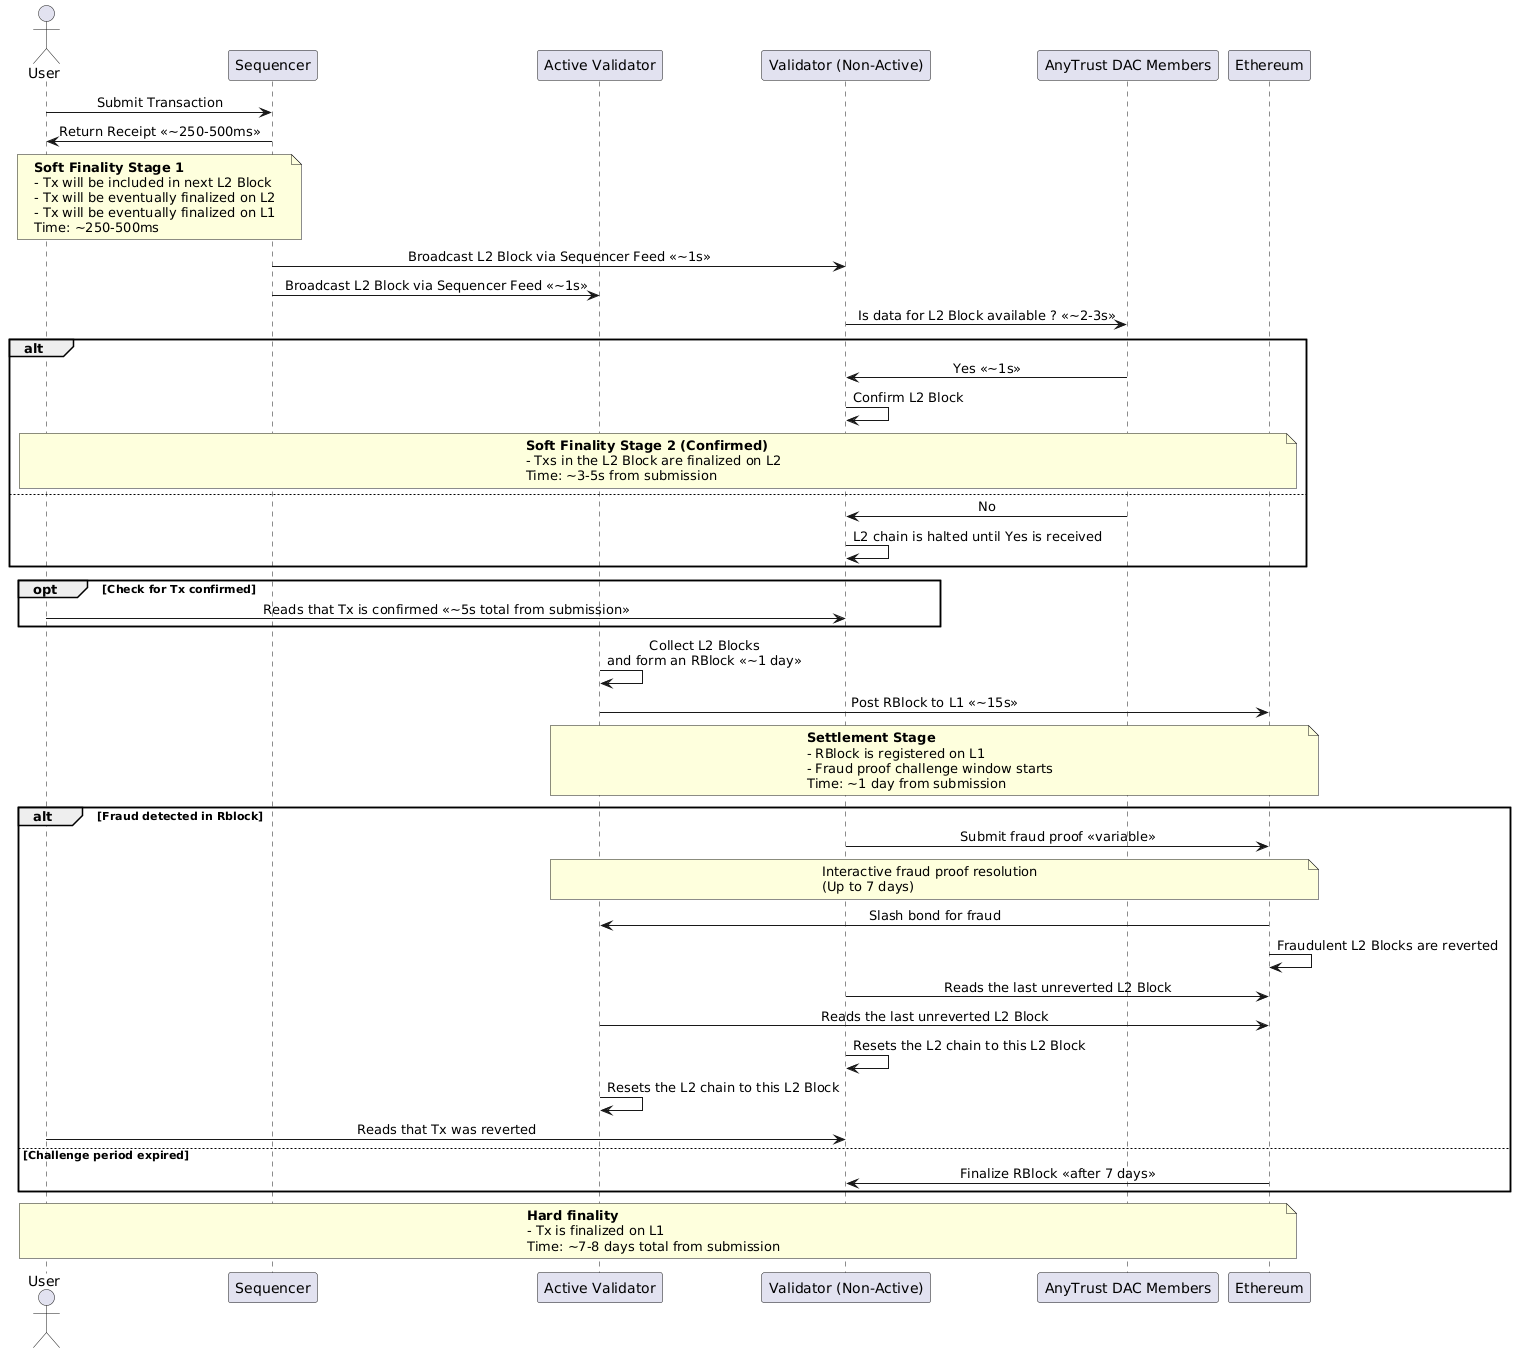 User
Sequencer
Active Validator
Validator (Non-Active)
AnyTrust DAC Members
Ethereum
Submit Transaction
Return Receipt «~250-500ms»
Soft Finality Stage 1
- Tx will be included in next L2 Block
- Tx will be eventually finalized on L2
- Tx will be eventually finalized on L1
Time: ~250-500ms
Broadcast L2 Block via Sequencer Feed «~1s»
Broadcast L2 Block via Sequencer Feed «~1s»
Is data for L2 Block available ? «~2-3s»
alt
Yes «~1s»
Confirm L2 Block
Soft Finality Stage 2 (Confirmed)
- Txs in the L2 Block are finalized on L2
Time: ~3-5s from submission
No
L2 chain is halted until Yes is received
opt
[Check for Tx confirmed]
Reads that Tx is confirmed «~5s total from submission»
Collect L2 Blocks
and form an RBlock «~1 day»
Post RBlock to L1 «~15s»
Settlement Stage
- RBlock is registered on L1
- Fraud proof challenge window starts
Time: ~1 day from submission
alt
[Fraud detected in Rblock]
Submit fraud proof «variable»
Interactive fraud proof resolution
(Up to 7 days)
Slash bond for fraud
Fraudulent L2 Blocks are reverted
Reads the last unreverted L2 Block
Reads the last unreverted L2 Block
Resets the L2 chain to this L2 Block
Resets the L2 chain to this L2 Block
Reads that Tx was reverted
[Challenge period expired]
Finalize RBlock «after 7 days»
Hard finality
- Tx is finalized on L1
Time: ~7-8 days total from submission
User
Sequencer
Active Validator
Validator (Non-Active)
AnyTrust DAC Members
Ethereum